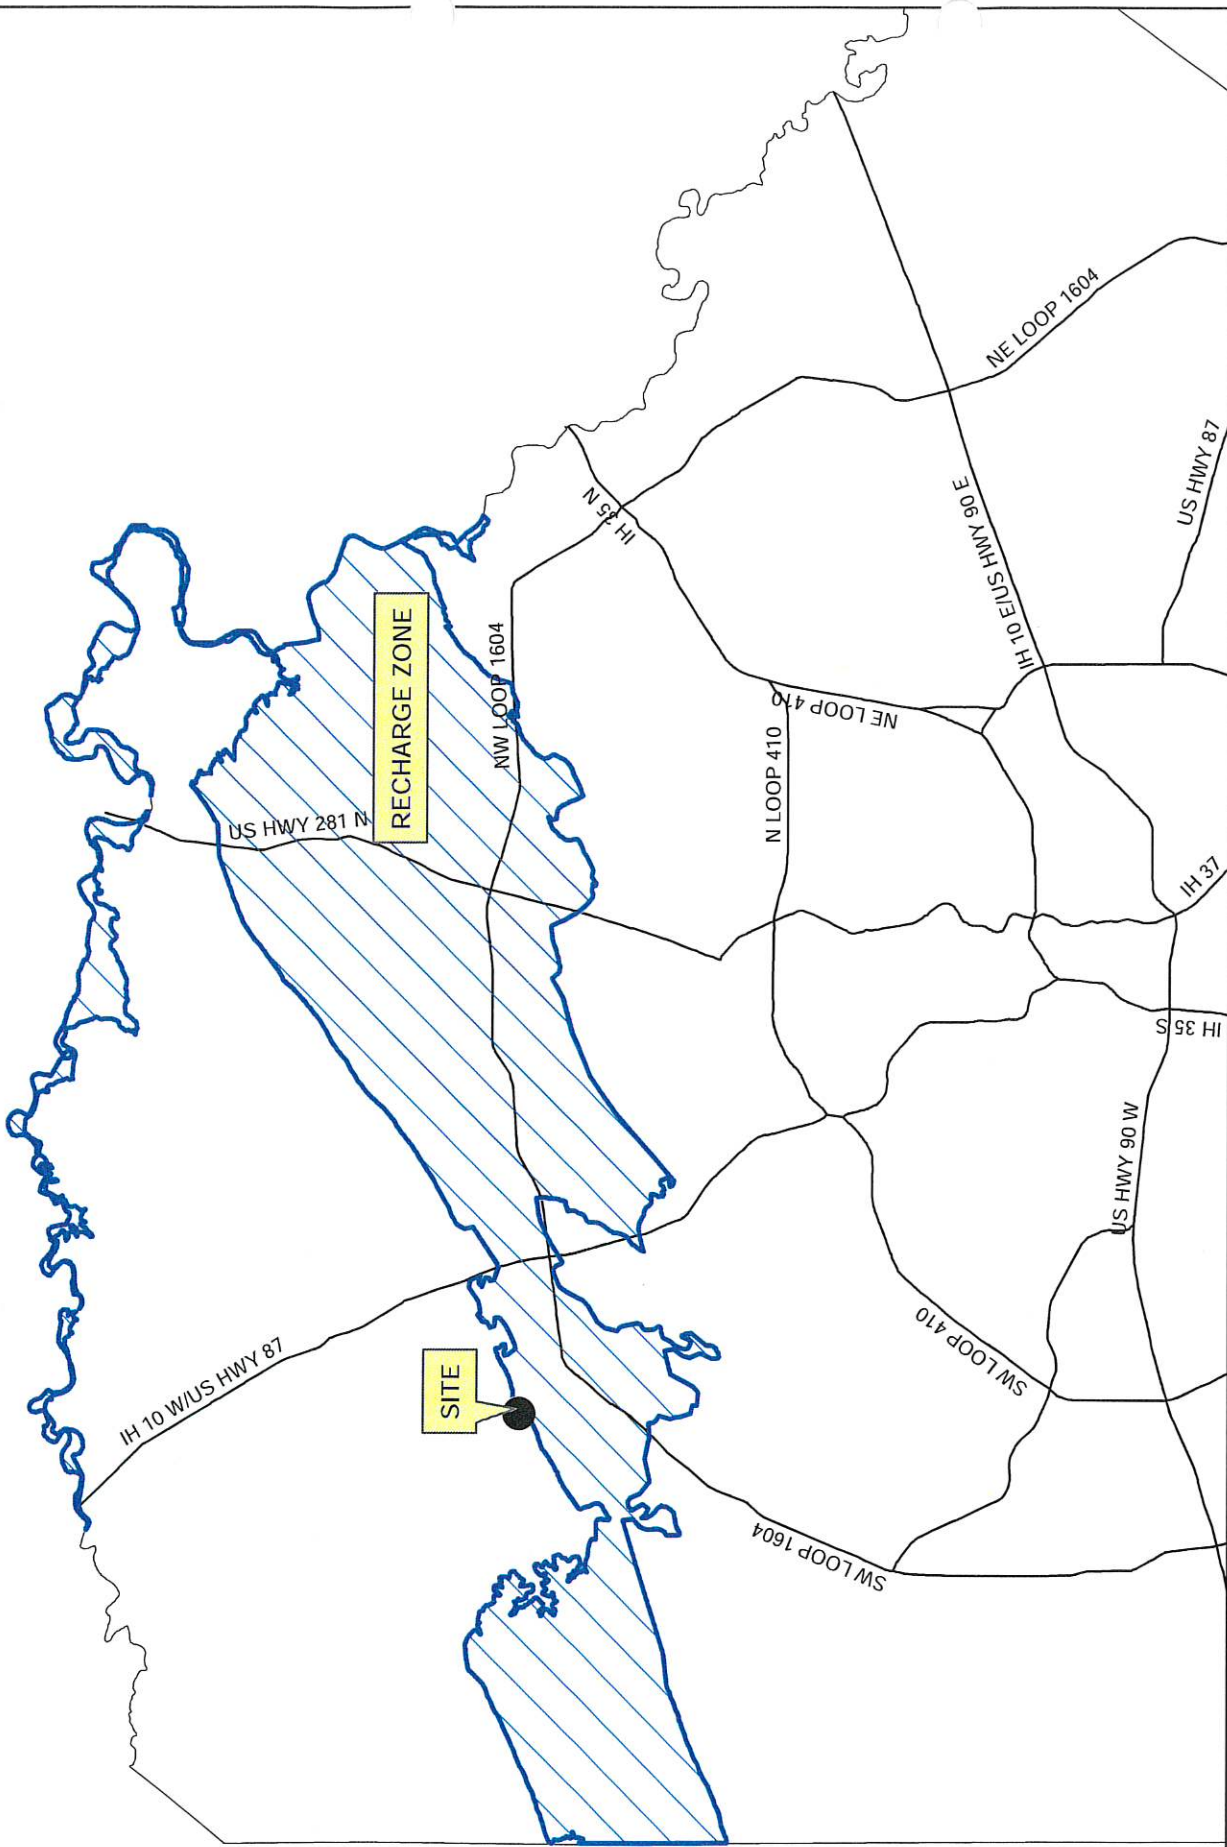 RECHARGE ZONE
SITE
US HWY 281 N
NW LOOP 1604
IH 10 W/US HWY 87
IH 35 N
NE LOOP 1604
IH 10 E/US HWY 90 E
US HWY 87
NE LOOP 410
N LOOP 410
IH 37
IH 35 S
US HWY 90 W
SW LOOP 410
SW LOOP 1604